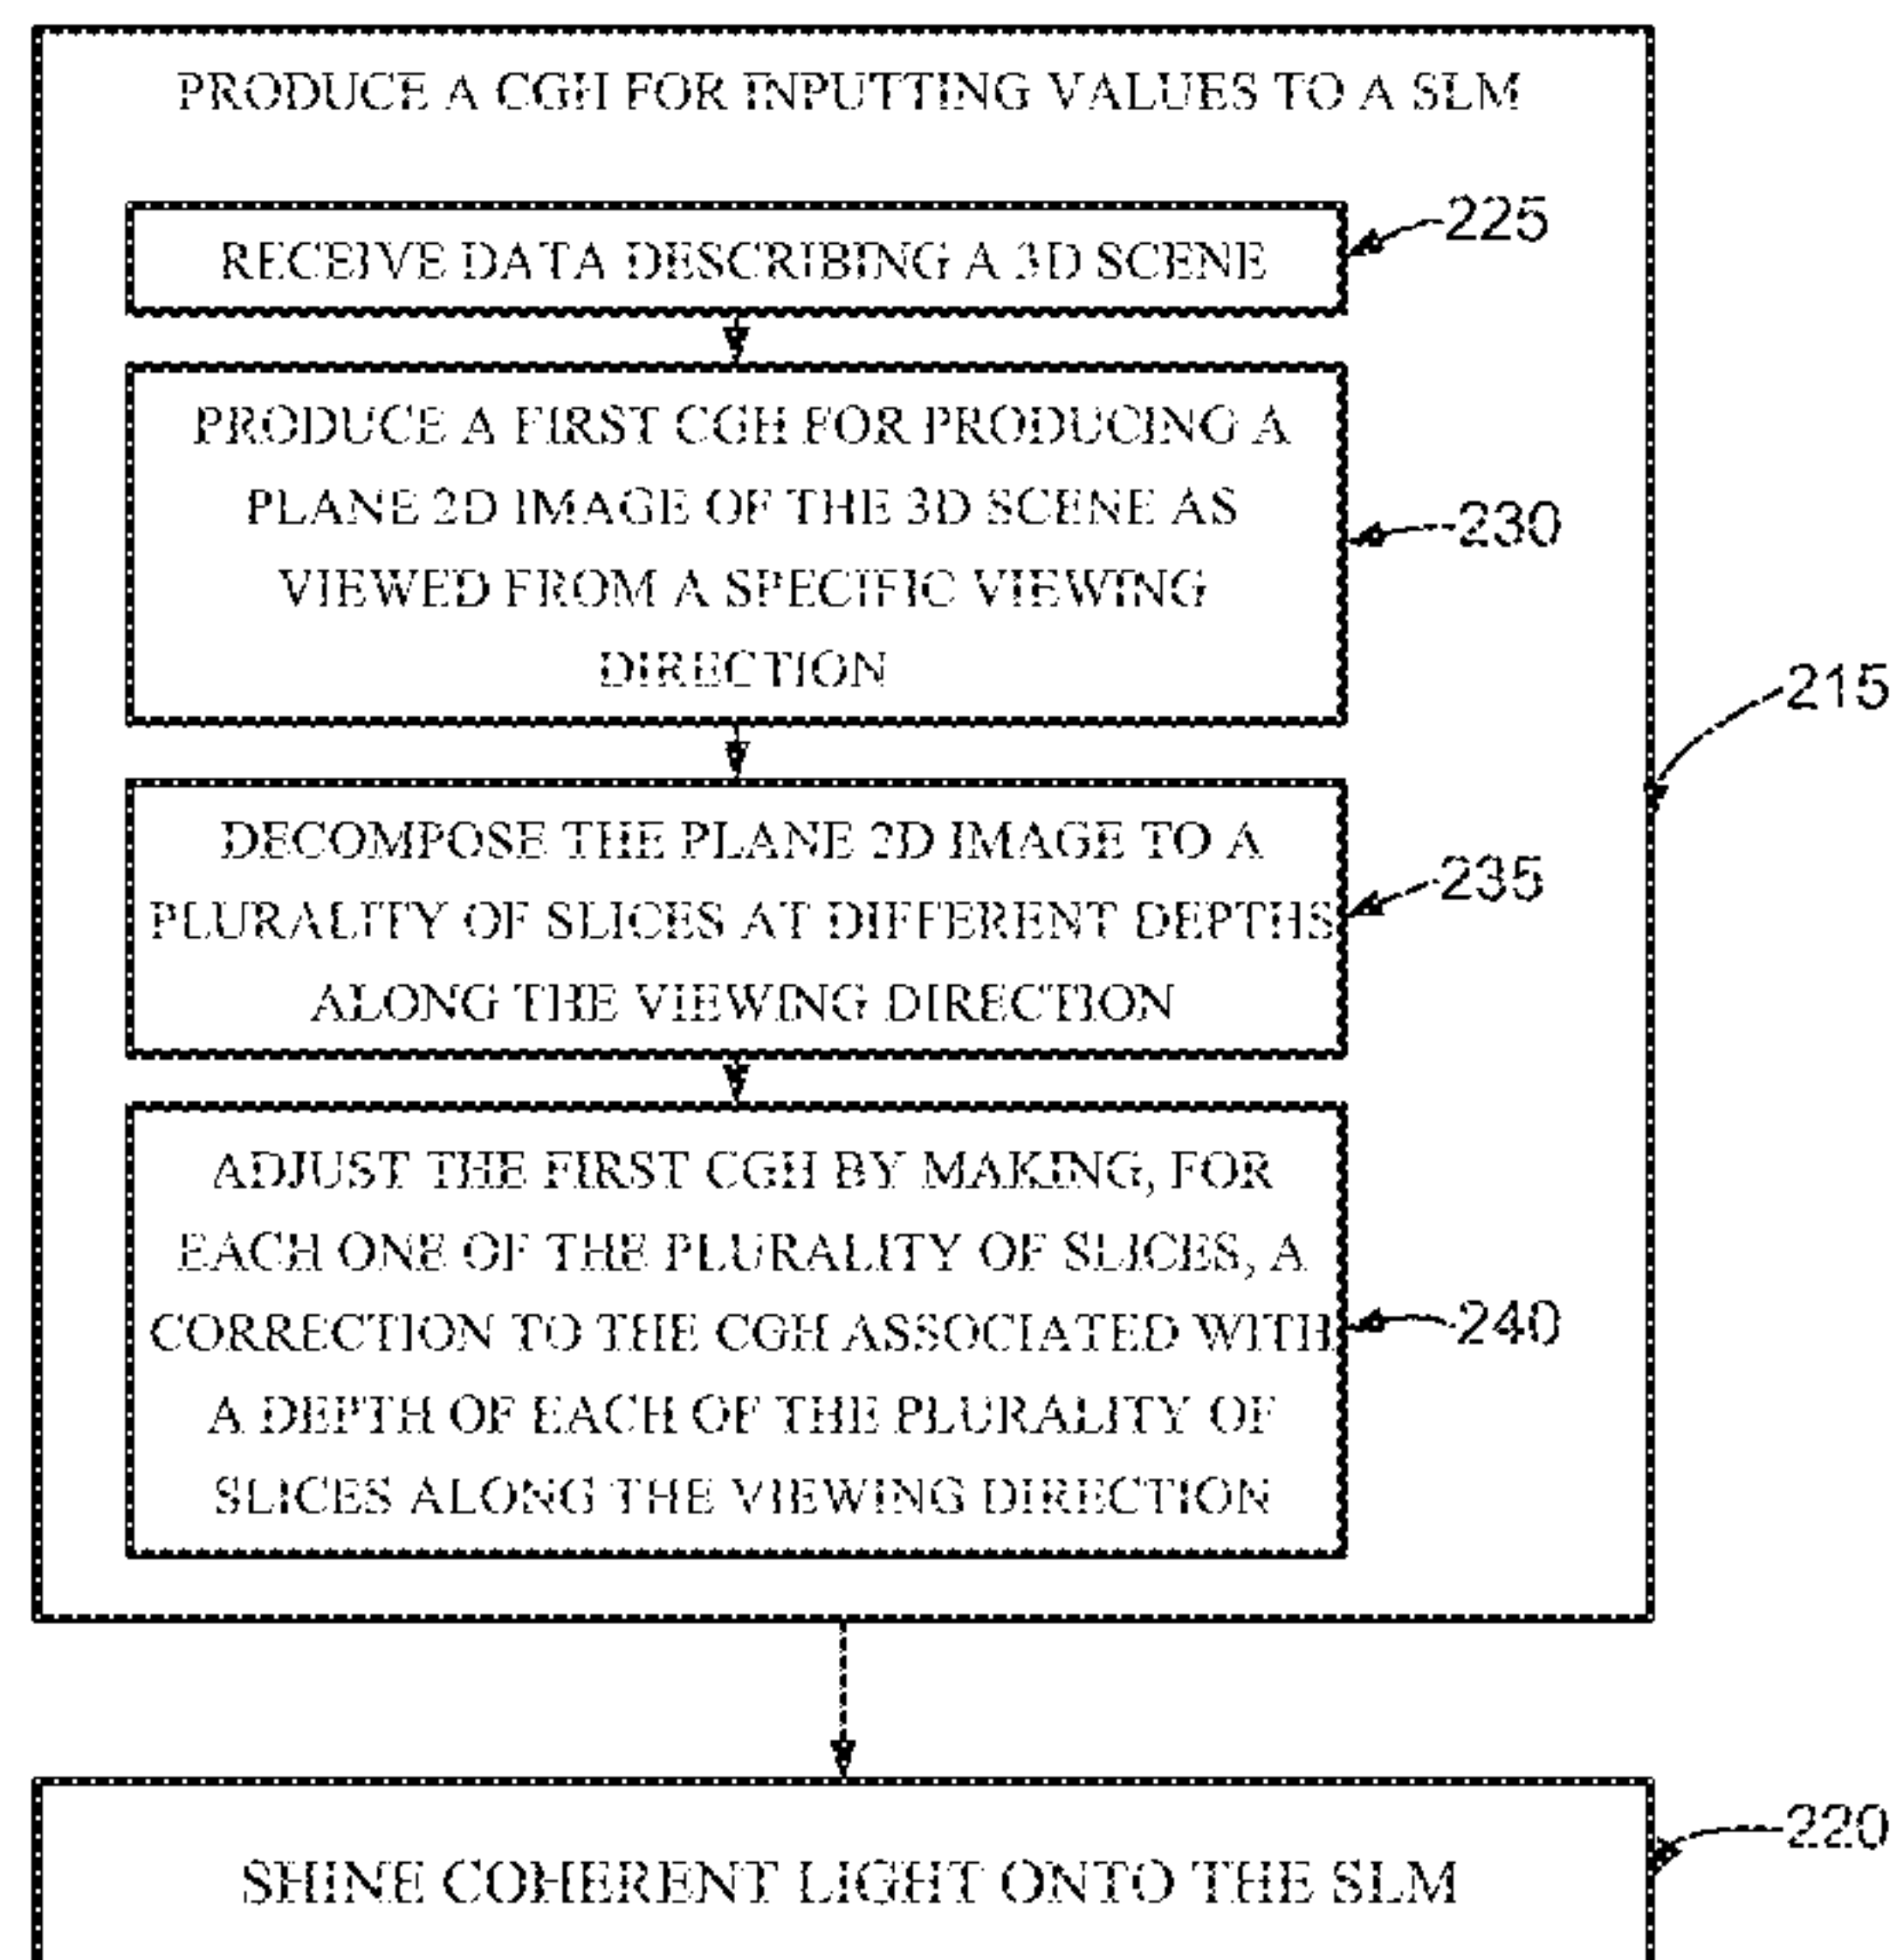 PRODUCE A CGH FOR INPUTTING VALUES TO A SLM
RECEIVE DATA DESCRIBING A 3D SCENE
225
PRODUCE A FIRST CGH FOR PRODUCING A
PLANE 2D IMAGE OF THE 3D SCENE AS
VIEWED FROM A SPECIFIC VIEWING
DIRECTION
230
215
DECOMPOSE THE PLANE 2D IMAGE TO A
PLURALITY OF SLICES AT DIFFERENT DEPTHS
ALONG THE VIEWING DIRECTION
235
ADJUST THE FIRST CGH BY MAKING, FOR
EACH ONE OF THE PLURALITY OF SLICES, A
CORRECTION TO THE CGH ASSOCIATED WITH
A DEPTH OF EACH OF THE PLURALITY OF
SLICES ALONG THE VIEWING DIRECTION
240
SHINE COHERENT LIGHT ONTO THE SLM
220